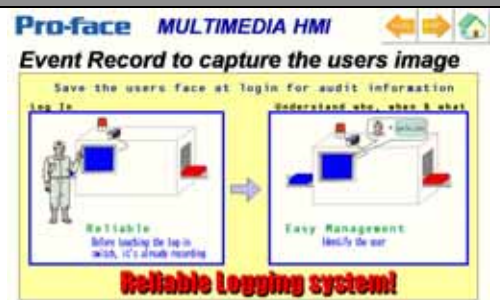 Pro-face MULTIMEDIA HMI
Event Record to capture the users image
Save the users face at login for audit information
Log In
Understand who, when & what
Reliable
Before touching the log in
switch, it's already recording
Easy Management
Identify the user
Reliable Logging system!